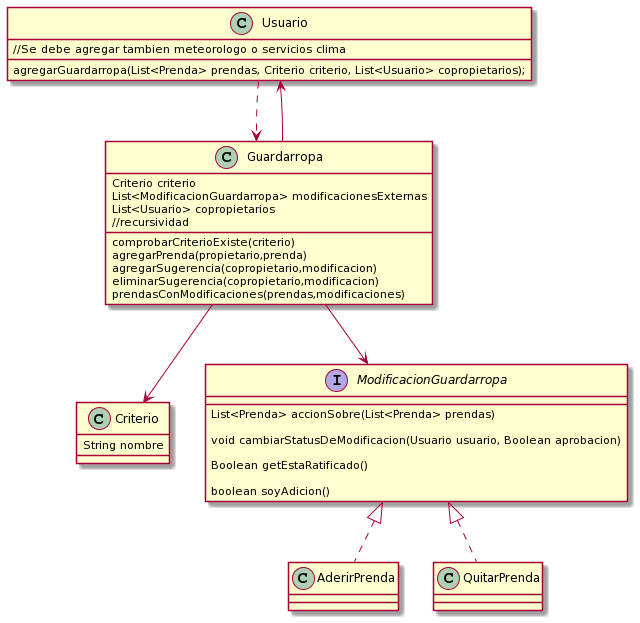 C Usuario
//Se debe agregar tambien meteorologo o servicios clima
agregarGuardarropa(List<Prenda> prendas, Criterio criterio, List<Usuario> copropietarios);
C Guardarropa
Criterio criterio
List<ModificacionGuardarropa> modificacionesExternas
List<Usuario> copropietarios
//recursividad
comprobarCriterioExiste(criterio)
agregarPrenda(propietario,prenda)
agregarSugerencia(copropietario,modificacion)
eliminarSugerencia(copropietario,modificacion)
prendasConModificaciones(prendas,modificaciones)
C Criterio
String nombre
I ModificacionGuardarropa
List<Prenda> accionSobre(List<Prenda> prendas)
void cambiarStatusDeModificacion(Usuario usuario, Boolean aprobacion)
Boolean getEstaRatificado()
boolean soyAdicion()
C AderirPrenda
C QuitarPrenda